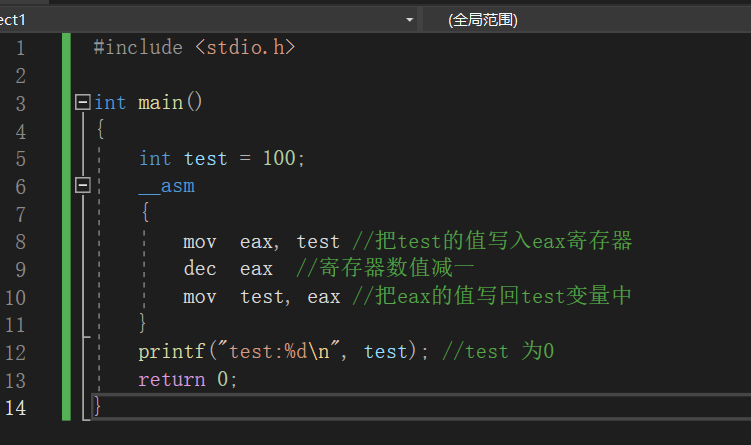 ect1 (全局范围)
1 #include <stdio.h>
2
3 int main()
4 {
5 int test = 100;
6 __asm
7 {
8 mov eax, test //把test的值写入eax寄存器
9 dec eax //寄存器数值减一
10 mov test, eax //把eax的值写回test变量中
11 }
12 printf("test:%d\n", test); //test 为0
13 return 0;
14 }